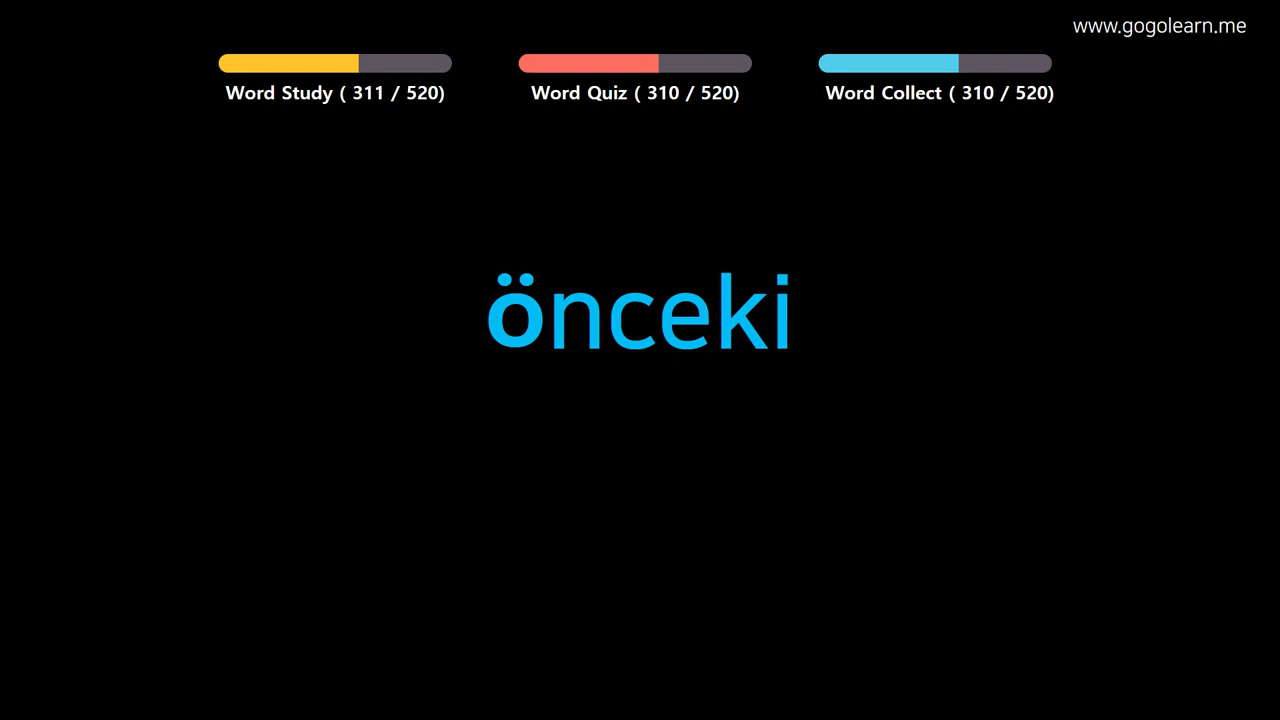 www.gogolearn.me
Word Study ( 311 / 520)
Word Quiz ( 310 / 520)
Word Collect ( 310 / 520)
önceki